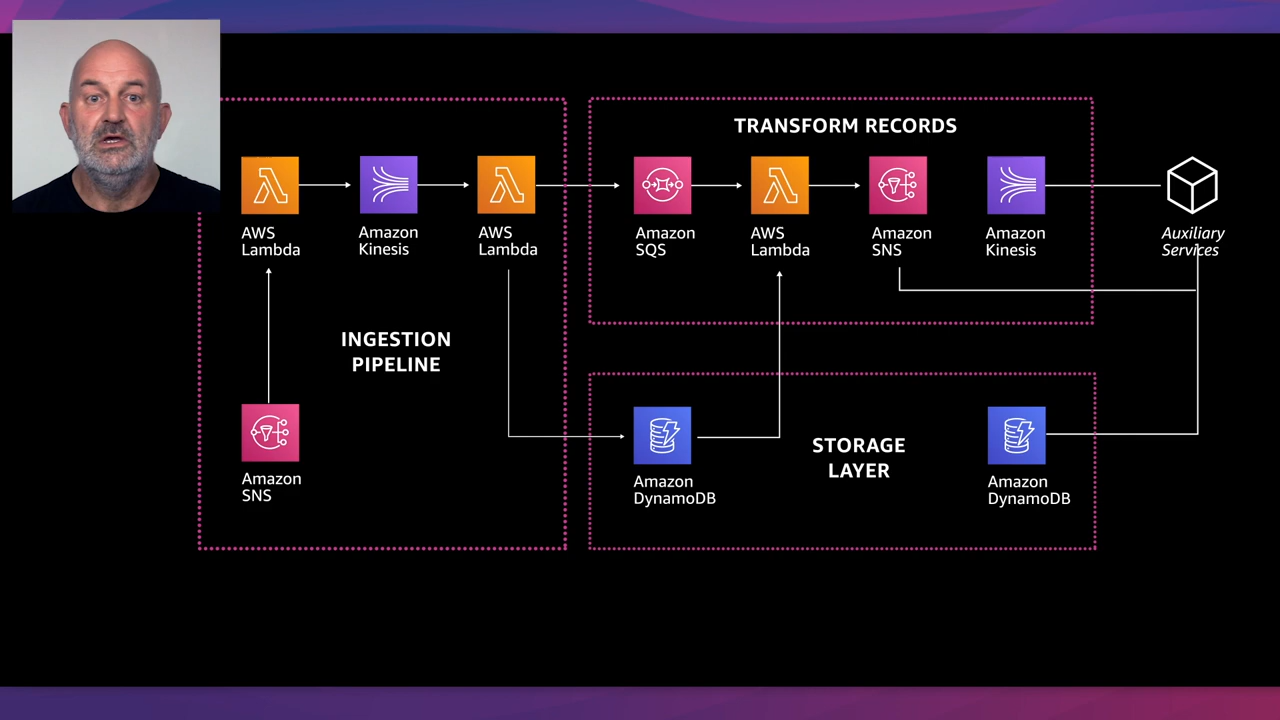 TRANSFORM RECORDS
AWS
Lambda
Amazon
Kinesis
AWS
Lambda
Amazon
SQS
AWS
Lambda
Amazon
SNS
Amazon
Kinesis
Auxiliary
Services
INGESTION
PIPELINE
Amazon
SNS
STORAGE
LAYER
Amazon
DynamoDB
Amazon
DynamoDB